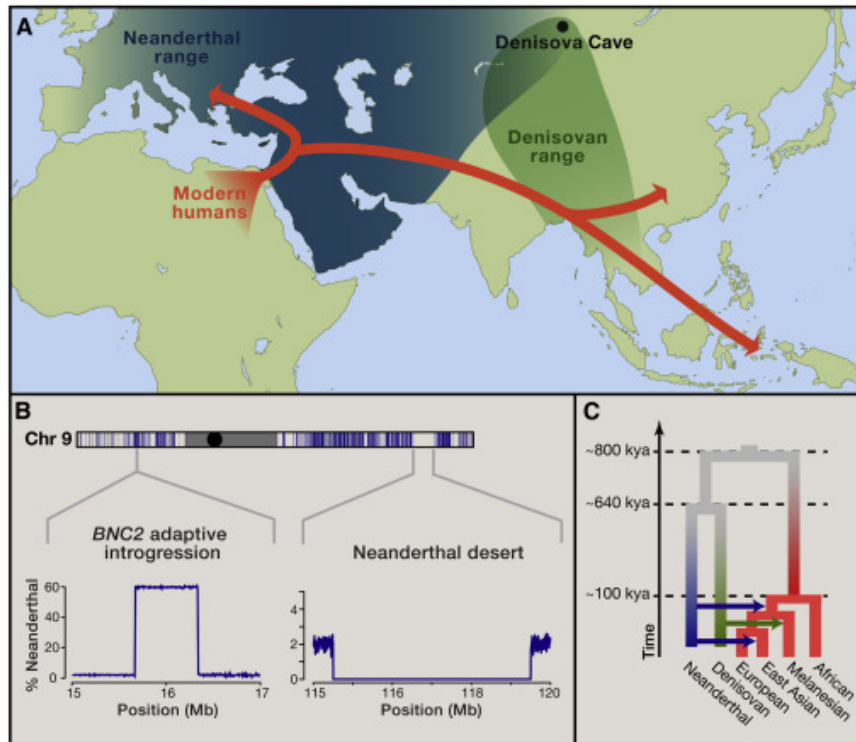 A
Neanderthal
range
Denisova Cave
Denisovan
range
Modern
humans
B
Chr 9
BNC2 adaptive
introgression
Neanderthal desert
% Neanderthal
60
40
20
0
15
16
17
Position (Mb)
4
2
0
115
116
118
120
Position (Mb)
C
~800 kya
~640 kya
~100 kya
Time
Neanderthal
Denisovan
European
East Asian
Melanesian
African